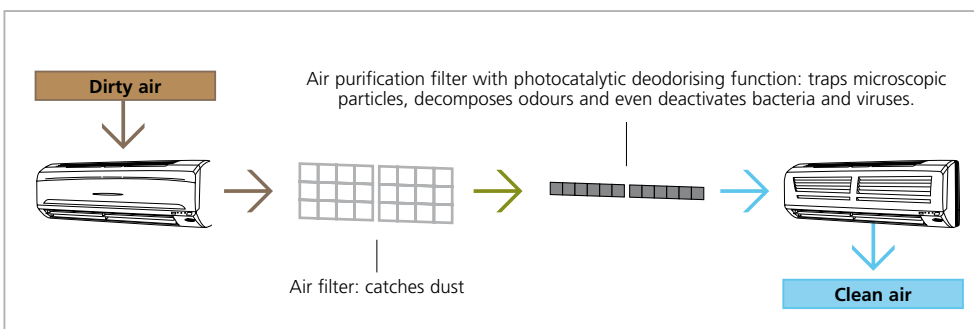 Dirty air
Air purification filter with photocatalytic deodorising function: traps microscopic
particles, decomposes odours and even deactivates bacteria and viruses.
Air filter: catches dust
Clean air